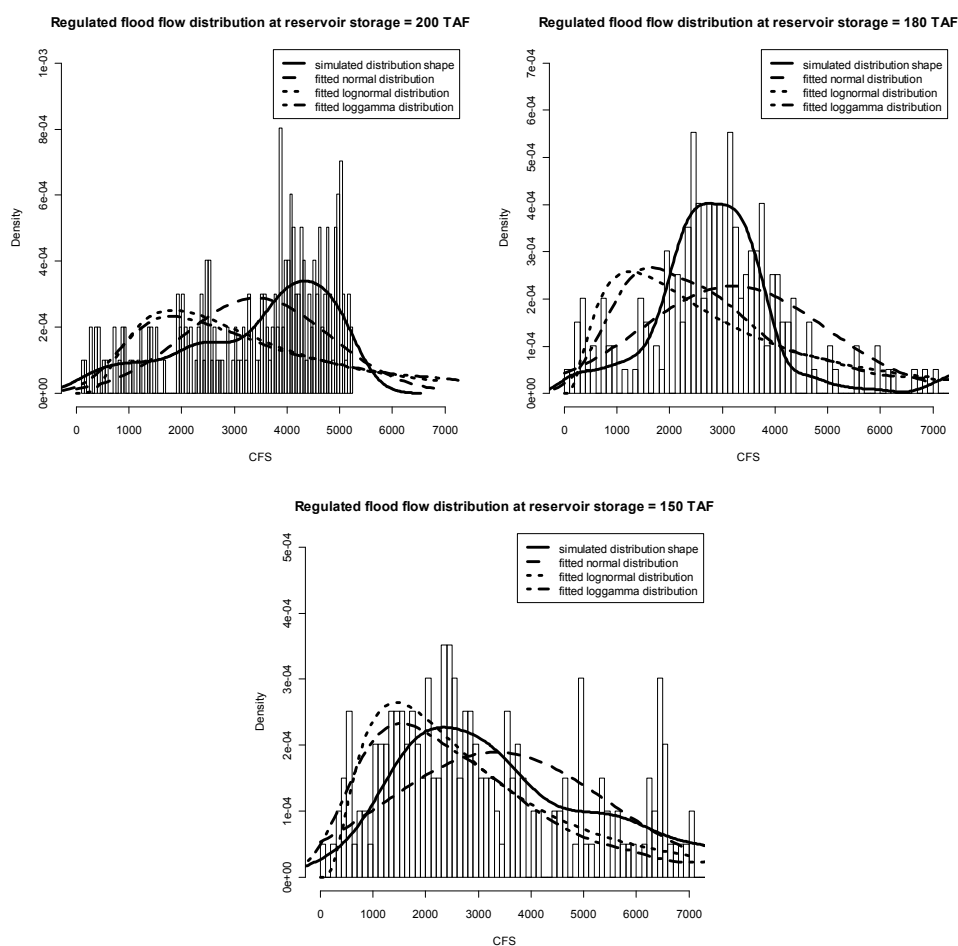 Regulated flood flow distribution at reservoir storage = 200 TAF
simulated distribution shape
fitted normal distribution
fitted lognormal distribution
fitted loggamma distribution
Density
1e-03
8e-04
6e-04
4e-04
2e-04
0e+00
0 1000 2000 3000 4000 5000 6000 7000
CFS
Regulated flood flow distribution at reservoir storage = 180 TAF
simulated distribution shape
fitted normal distribution
fitted lognormal distribution
fitted loggamma distribution
Density
7e-04
6e-04
5e-04
4e-04
3e-04
2e-04
1e-04
0e+00
0 1000 2000 3000 4000 5000 6000 7000
CFS
Regulated flood flow distribution at reservoir storage = 150 TAF
simulated distribution shape
fitted normal distribution
fitted lognormal distribution
fitted loggamma distribution
Density
5e-04
4e-04
3e-04
2e-04
1e-04
0e+00
0 1000 2000 3000 4000 5000 6000 7000
CFS